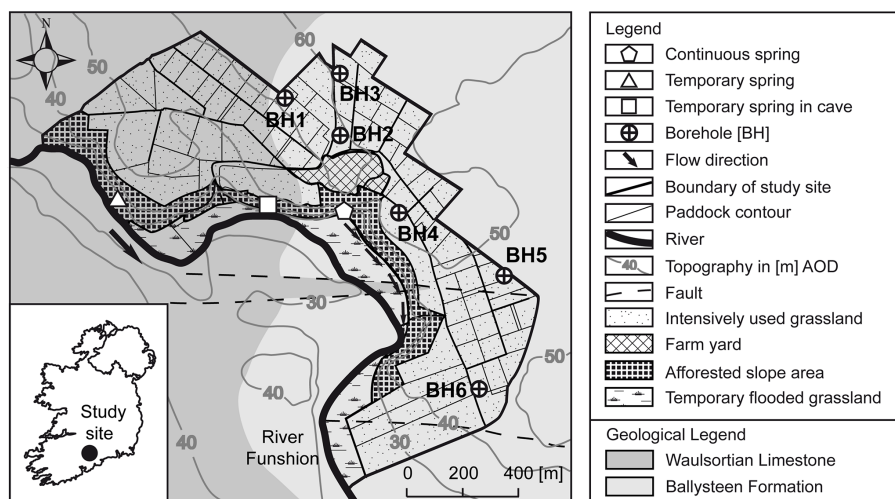 N
60
50
40
BH3
BH1
BH2
BH4
50
BH5
30
50
40
BH6
40
40
30
River
Funshion
Study
site
0 200 400 [m]
Legend
Continuous spring
Temporary spring
Temporary spring in cave
Borehole [BH]
Flow direction
Boundary of study site
Paddock contour
River
40 Topography in [m] AOD
Fault
Intensively used grassland
Farm yard
Afforested slope area
Temporary flooded grassland
Geological Legend
Waulsortian Limestone
Ballysteen Formation